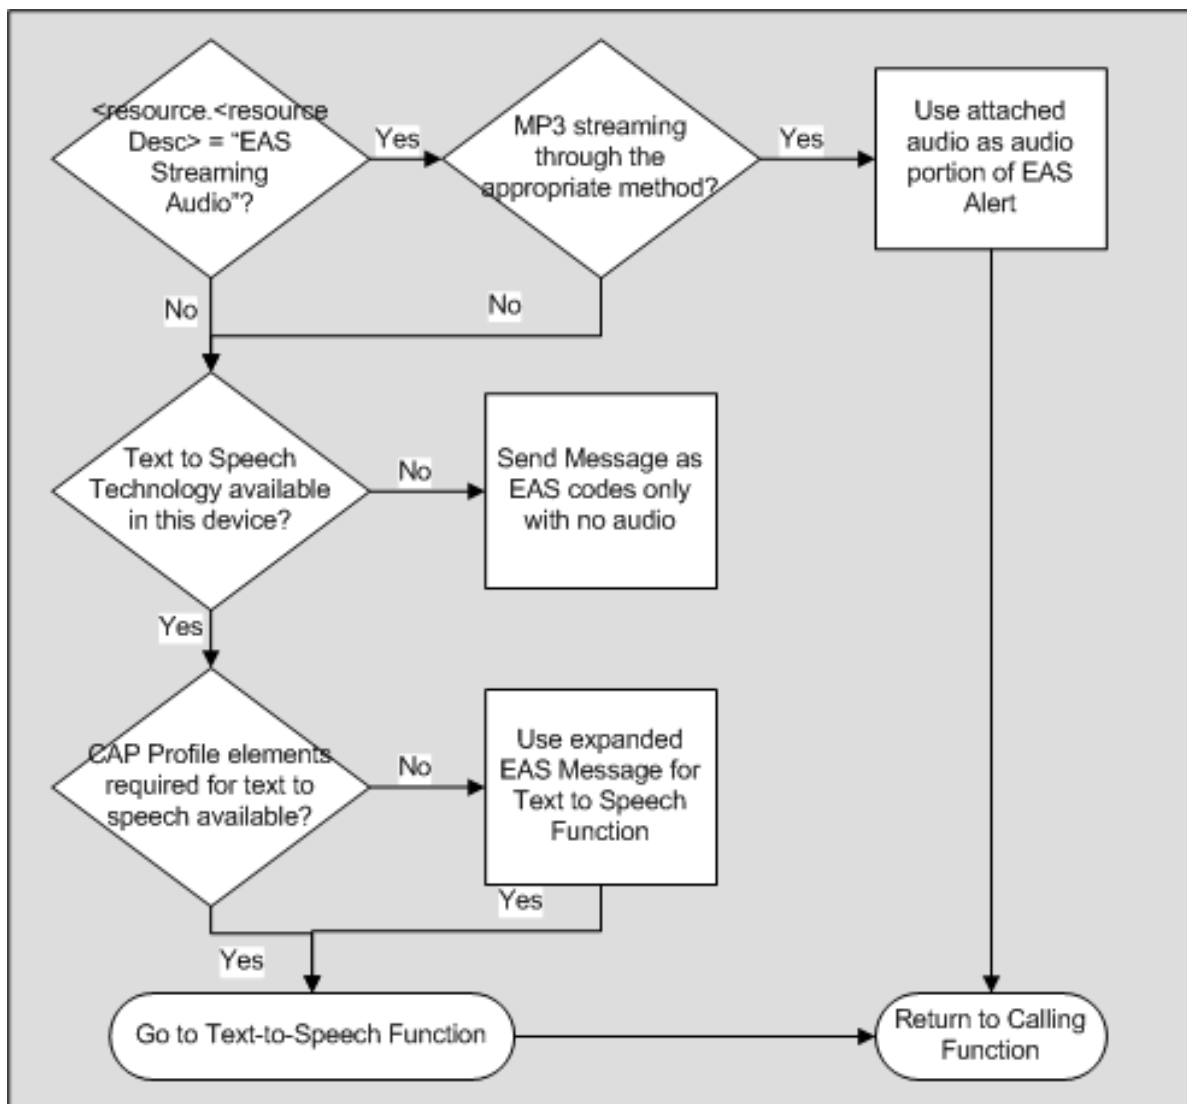 <resource.<resource
Desc> = “EAS
Streaming
Audio”?
Yes
MP3 streaming
through the
appropriate method?
Yes
Use attached
audio as audio
portion of EAS
Alert
No
No
Text to Speech
Technology available
in this device?
No
Send Message as
EAS codes only
with no audio
Yes
CAP Profile elements
required for text to
speech available?
No
Use expanded
EAS Message for
Text to Speech
Function
Yes
Yes
Go to Text-to-Speech Function
Return to Calling
Function